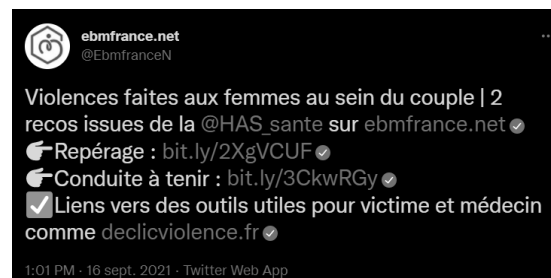 ebmfrance.net
@EbmfranceN
Violences faites aux femmes au sein du couple | 2
recos issues de la @HAS_sante sur ebmfrance.net
👉Repérage : bit.ly/2XgVCUF
👉Conduite à tenir : bit.ly/3CkwRGy
✅Liens vers des outils utiles pour victime et médecin
comme declicviolence.fr
1:01 PM · 16 sept. 2021 · Twitter Web App